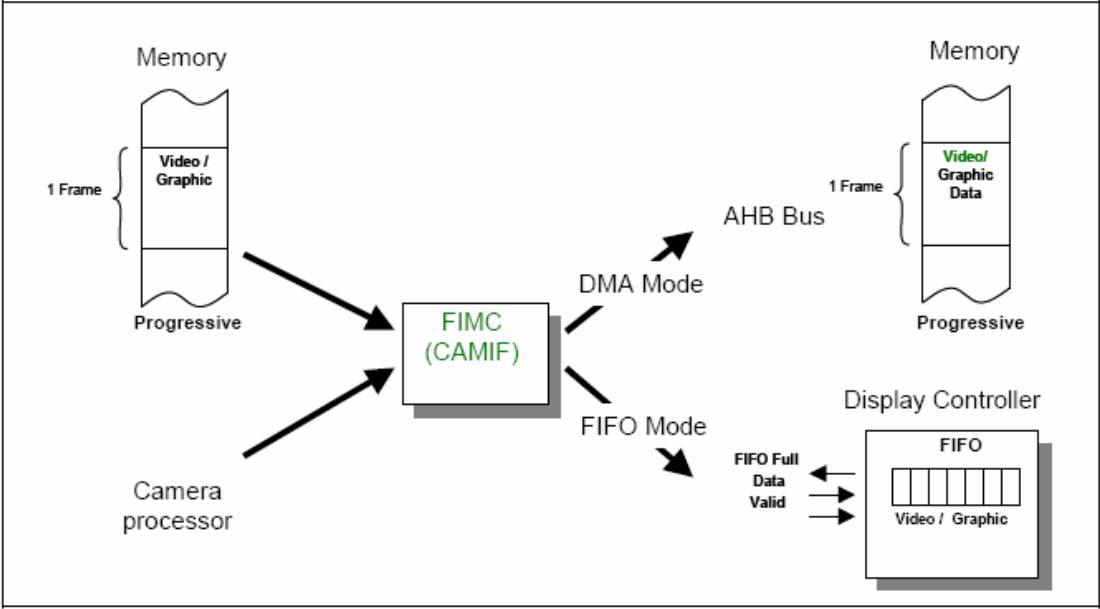 Memory
Video /
Graphic
1 Frame
Progressive
Camera
processor
FIMC
(CAMIF)
DMA Mode
FIFO Mode
AHB Bus
Memory
Video/
Graphic
Data
1 Frame
Progressive
Display Controller
FIFO
Video / Graphic
FIFO Full
Data
Valid